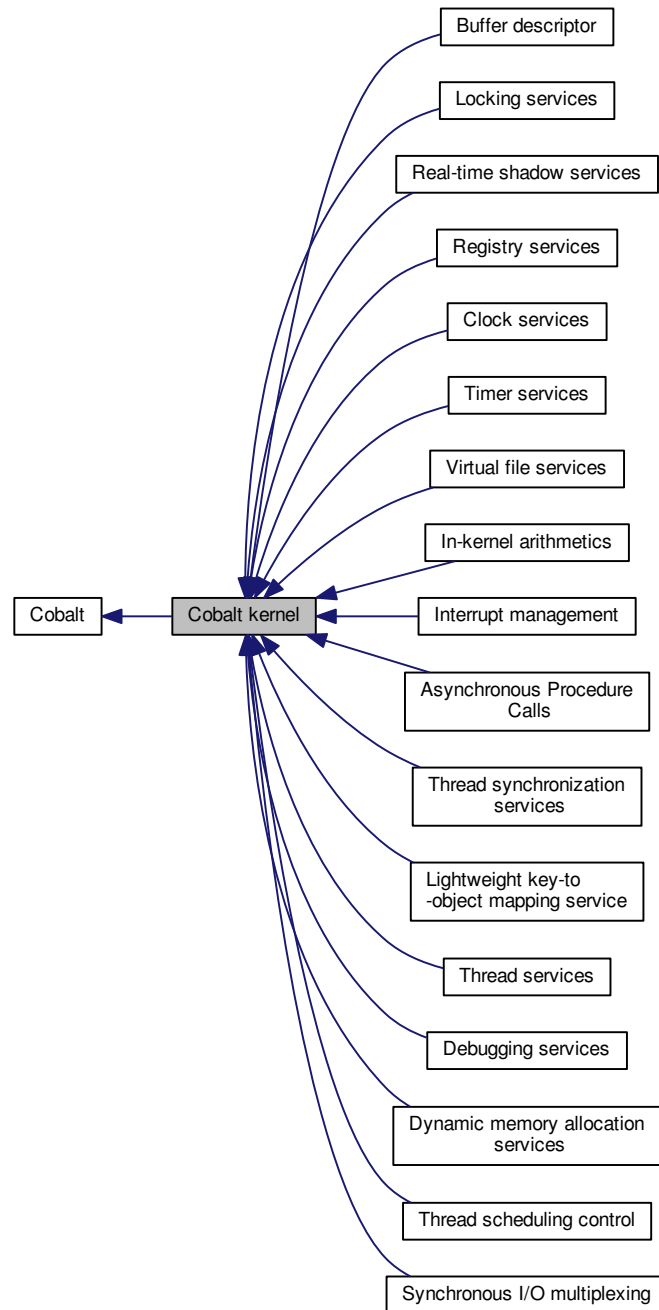 Buffer descriptor
Locking services
Real-time shadow services
Registry services
Clock services
Timer services
Virtual file services
In-kernel arithmetics
Cobalt
Cobalt kernel
Interrupt management
Asynchronous Procedure
Calls
Thread synchronization
services
Lightweight key-to
-object mapping service
Thread services
Debugging services
Dynamic memory allocation
services
Thread scheduling control
Synchronous I/O multiplexing